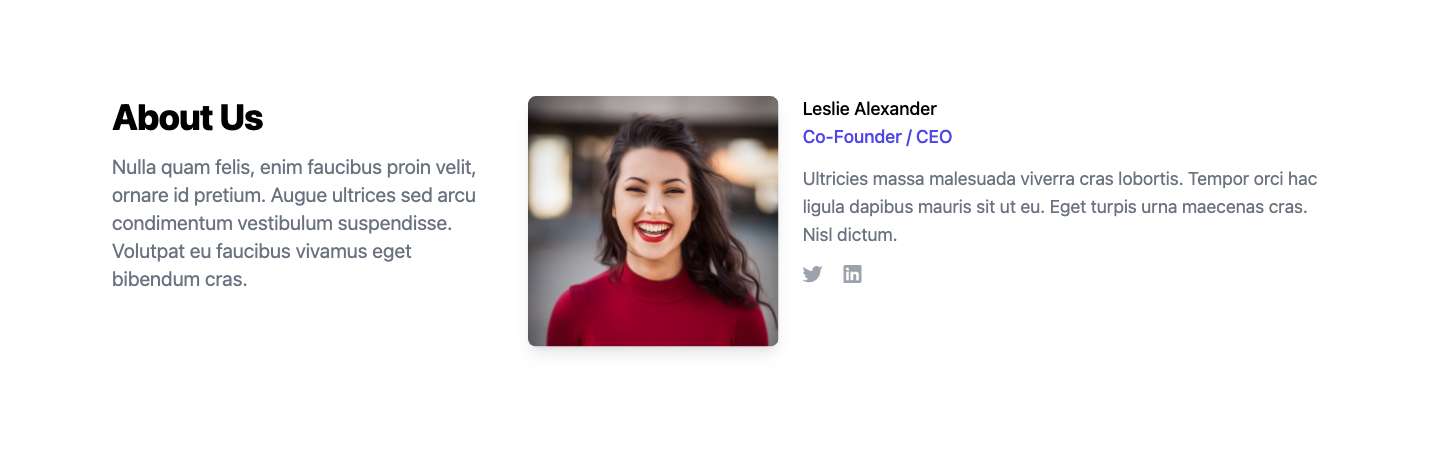 About Us
Nulla quam felis, enim faucibus proin velit,
ornare id pretium. Augue ultrices sed arcu
condimentum vestibulum suspendisse.
Volutpat eu faucibus vivamus eget
bibendum cras.
Leslie Alexander
Co-Founder / CEO
Ultricies massa malesuada viverra cras lobortis. Tempor orci hac
ligula dapibus mauris sit ut eu. Eget turpis urna maecenas cras.
Nisl dictum.